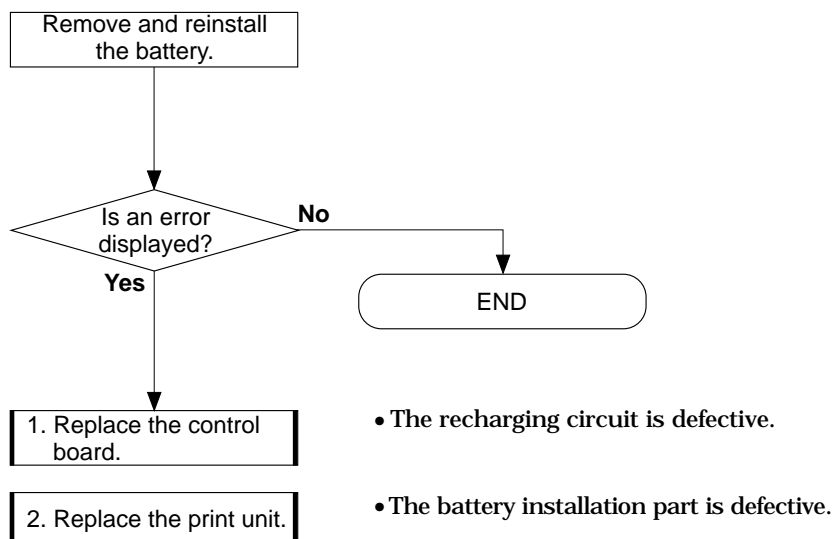 Remove and reinstall
the battery.
Is an error
displayed?
No
Yes
END
1. Replace the control
board.
• The recharging circuit is defective.
2. Replace the print unit.
• The battery installation part is defective.